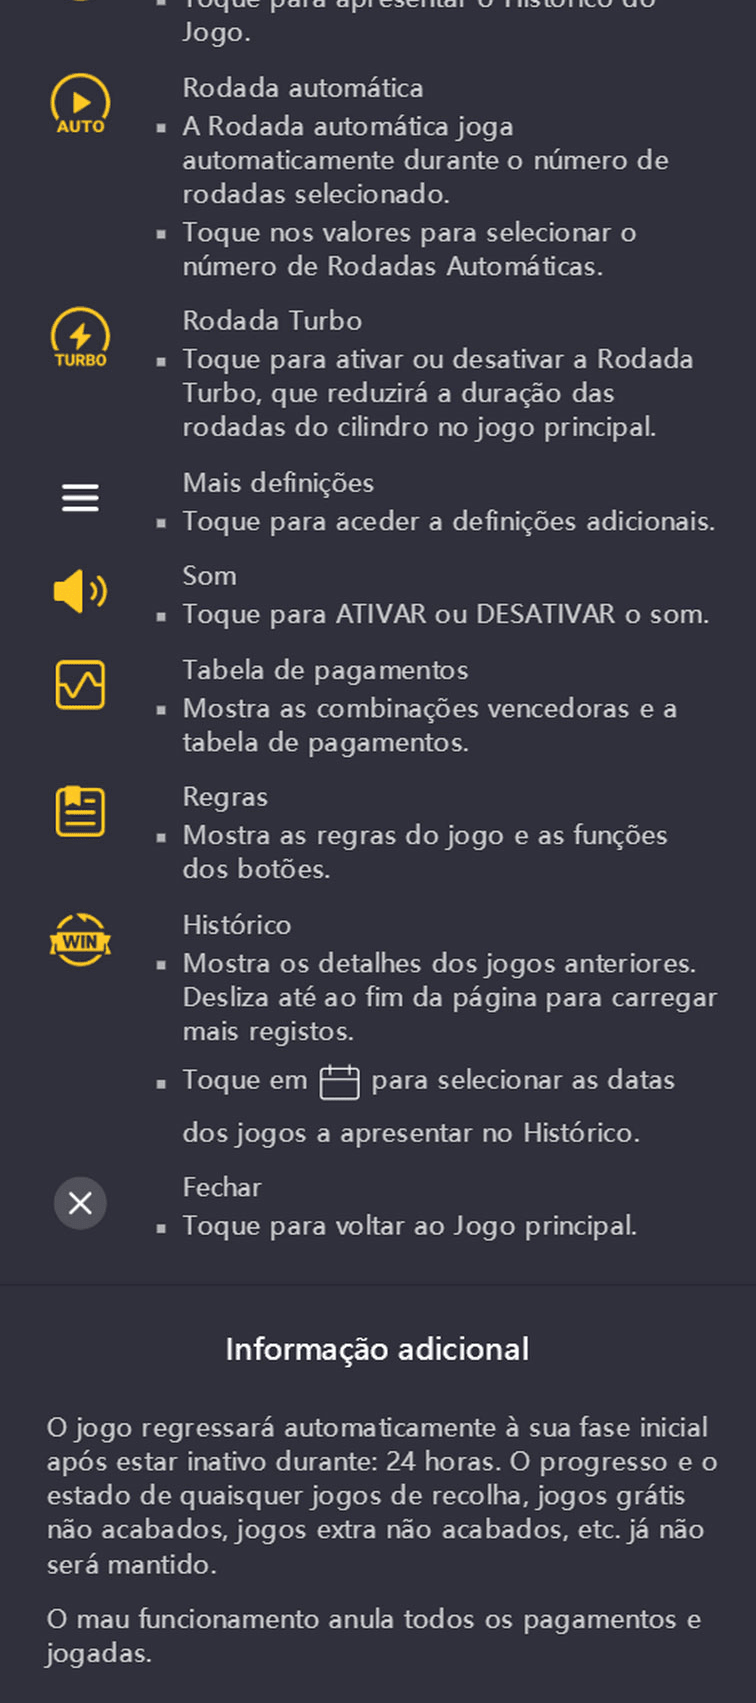 Toque para apresentar o Histórico do
Jogo.
Rodada automática
AUTO
▪ A Rodada automática joga
automaticamente durante o número de
rodadas selecionado.
▪ Toque nos valores para selecionar o
número de Rodadas Automáticas.
Rodada Turbo
TURBO
▪ Toque para ativar ou desativar a Rodada
Turbo, que reduzirá a duração das
rodadas do cilindro no jogo principal.
Mais definições
▪ Toque para aceder a definições adicionais.
Som
▪ Toque para ATIVAR ou DESATIVAR o som.
Tabela de pagamentos
▪ Mostra as combinações vencedoras e a
tabela de pagamentos.
Regras
▪ Mostra as regras do jogo e as funções
dos botões.
Histórico
WIN
▪ Mostra os detalhes dos jogos anteriores.
Desliza até ao fim da página para carregar
mais registos.
▪ Toque em para selecionar as datas
dos jogos a apresentar no Histórico.
Fechar
▪ Toque para voltar ao Jogo principal.
Informação adicional
O jogo regressará automaticamente à sua fase inicial
após estar inativo durante: 24 horas. O progresso e o
estado de quaisquer jogos de recolha, jogos grátis
não acabados, jogos extra não acabados, etc. já não
será mantido.
O mau funcionamento anula todos os pagamentos e
jogadas.